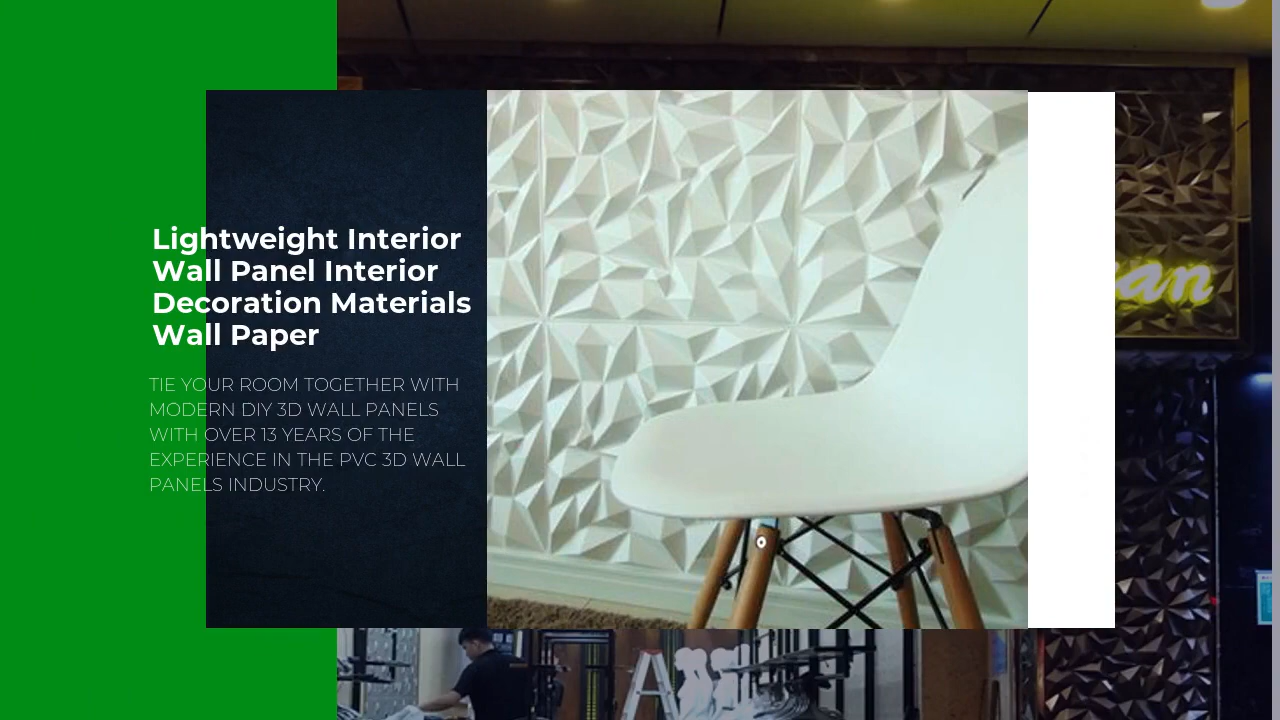 Lightweight Interior
Wall Panel Interior
Decoration Materials
Wall Paper
TIE YOUR ROOM TOGETHER WITH
MODERN DIY 3D WALL PANELS
WITH OVER 13 YEARS OF THE
EXPERIENCE IN THE PVC 3D WALL
PANELS INDUSTRY.
an